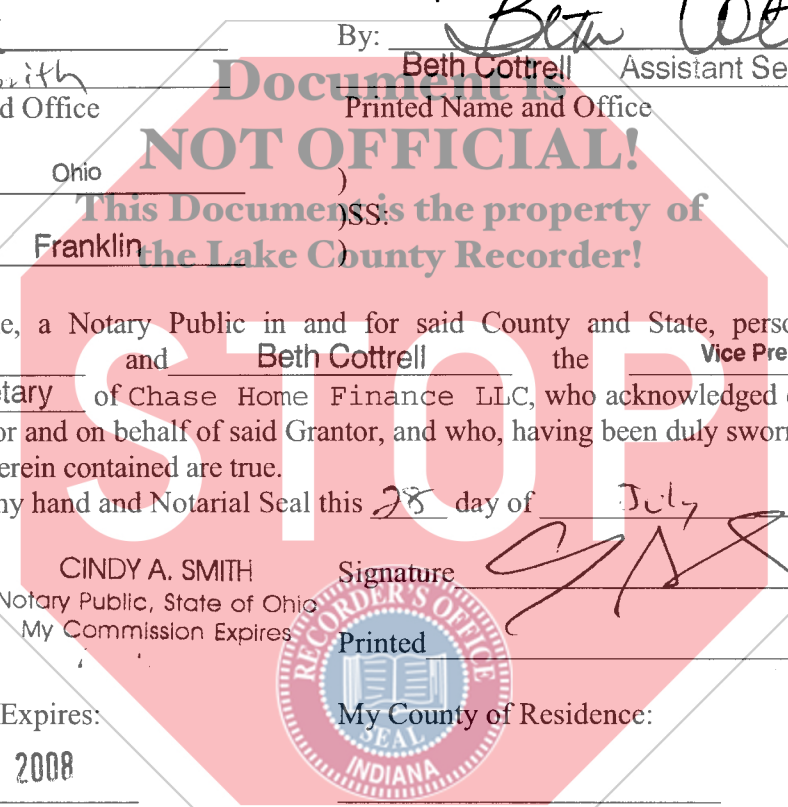 By: Beth Cottrell
Beth Cottrell Assistant Se
Document is
d Office Printed Name and Office
NOT OFFICIAL!
Ohio )
This Document is the property of
)SS:
Franklin )
the Lake County Recorder!
e, a Notary Public in and for said County and State, perso
and Beth Cottrell the Vice Pre
etary of Chase Home Finance LLC, who acknowledged
or and on behalf of said Grantor, and who, having been duly sworn
erein contained are true.
ny hand and Notarial Seal this 28 day of July
STOP
CINDY A. SMITH Signature
Notary Public, State of Ohio
My Commission Expires
Printed
RECORDER'S OFFICE
SEAL
INDIANA
Expires: My County of Residence:
2008